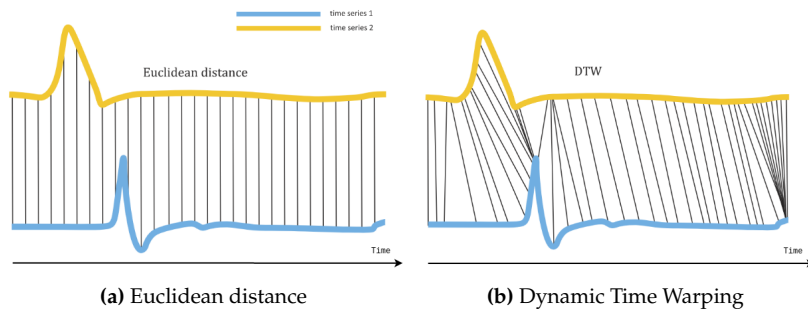 time series 1
time series 2
Euclidean distance
DTW
Time
Time
(a) Euclidean distance
(b) Dynamic Time Warping